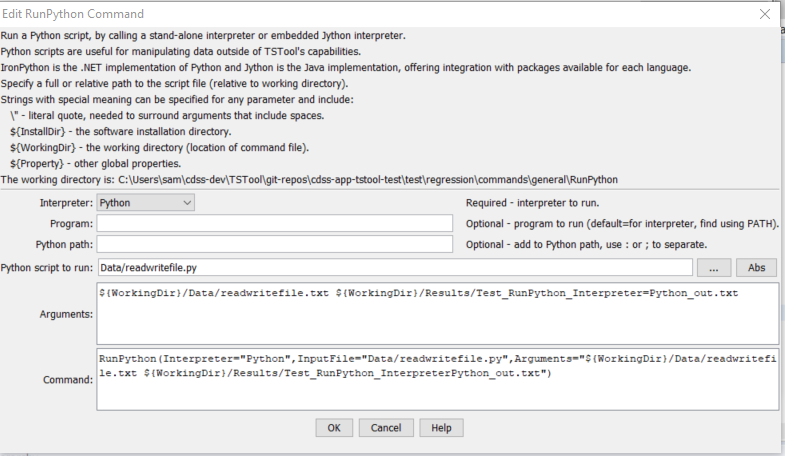 Edit RunPython Command
Run a Python script, by calling a stand-alone interpreter or embedded Jython interpreter.
Python scripts are useful for manipulating data outside of TSTool's capabilities.
IronPython is the .NET implementation of Python and Jython is the Java implementation, offering integration with packages available for each language.
Specify a full or relative path to the script file (relative to working directory).
Strings with special meaning can be specified for any parameter and include:
\" - literal quote, needed to surround arguments that include spaces.
${InstallDir} - the software installation directory.
${WorkingDir} - the working directory (location of command file).
${Property} - other global properties.
The working directory is: C:\Users\sam\cdss-dev\TSTool\git-repos\cdss-app-tstool-test\test\regression\commands\general\RunPython
Interpreter: Python Required - interpreter to run.
Program: Optional - program to run (default=for interpreter, find using PATH).
Python path: Optional - add to Python path, use : or ; to separate.
Python script to run: Data/readwritefile.py ... Abs
Arguments: ${WorkingDir}/Data/readwritefile.txt ${WorkingDir}/Results/Test_RunPython_Interpreter=Python_out.txt
Command: RunPython(Interpreter="Python",InputFile="Data/readwritefile.py",Arguments="${WorkingDir}/Data/readwritefi
le.txt ${WorkingDir}/Results/Test_RunPython_InterpreterPython_out.txt")
OK Cancel Help